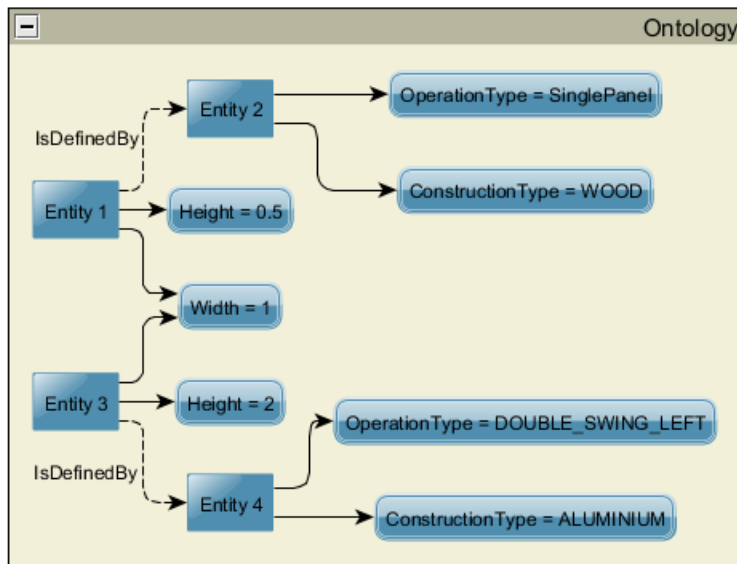 Ontology
Entity 2
OperationType = SinglePanel
IsDefinedBy
ConstructionType = WOOD
Entity 1
Height = 0.5
Width = 1
Entity 3
Height = 2
OperationType = DOUBLE_SWING_LEFT
IsDefinedBy
Entity 4
ConstructionType = ALUMINIUM